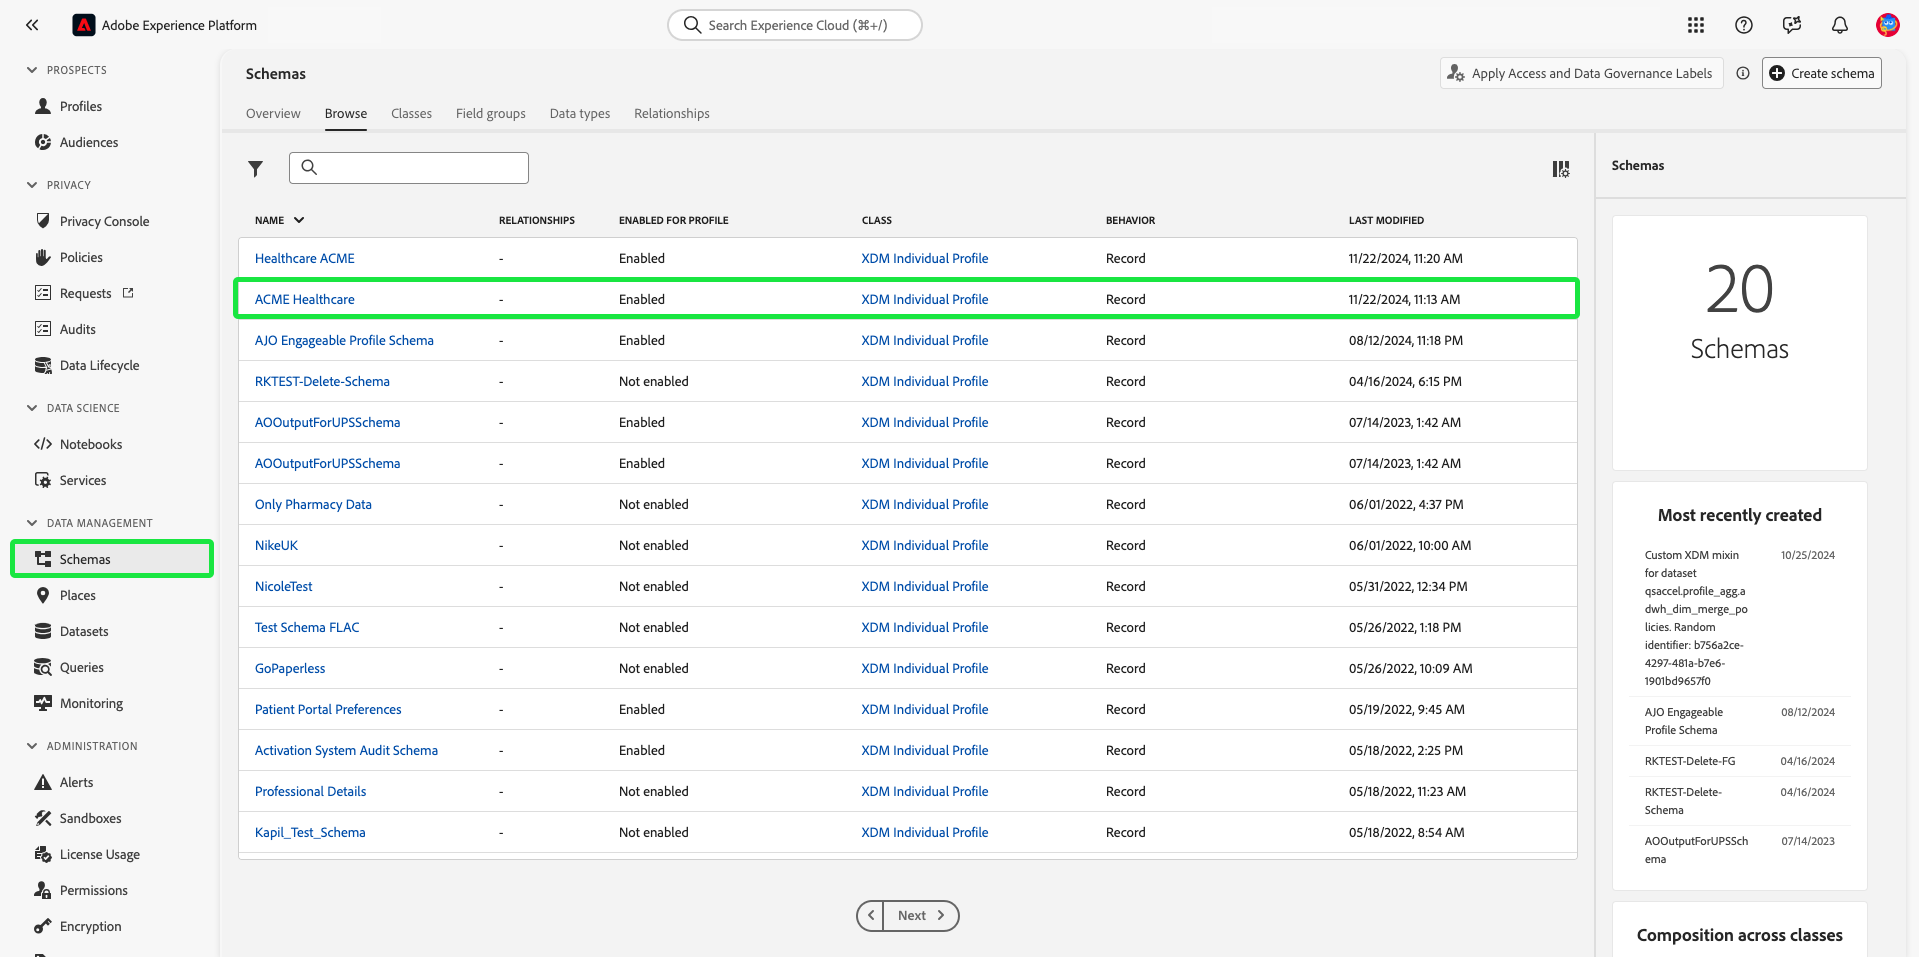 Adobe Experience Platform
Search Experience Cloud (⌘+/)
PROSPECTS
Profiles
Audiences
PRIVACY
Privacy Console
Policies
Requests
Audits
Data Lifecycle
DATA SCIENCE
Notebooks
Services
DATA MANAGEMENT
Schemas
Places
Datasets
Queries
Monitoring
ADMINISTRATION
Alerts
Sandboxes
License Usage
Permissions
Encryption
Schemas
Apply Access and Data Governance Labels
Create schema
Overview Browse Classes Field groups Data types Relationships
NAME RELATIONSHIPS ENABLED FOR PROFILE CLASS BEHAVIOR LAST MODIFIED
Healthcare ACME - Enabled XDM Individual Profile Record 11/22/2024, 11:20 AM
ACME Healthcare - Enabled XDM Individual Profile Record 11/22/2024, 11:13 AM
AJO Engageable Profile Schema - Enabled XDM Individual Profile Record 08/12/2024, 11:18 PM
RKTEST-Delete-Schema - Not enabled XDM Individual Profile Record 04/16/2024, 6:15 PM
AOOutputForUPSSchema - Enabled XDM Individual Profile Record 07/14/2023, 1:42 AM
AOOutputForUPSSchema - Enabled XDM Individual Profile Record 07/14/2023, 1:42 AM
Only Pharmacy Data - Not enabled XDM Individual Profile Record 06/01/2022, 4:37 PM
NikeUK - Not enabled XDM Individual Profile Record 06/01/2022, 10:00 AM
NicoleTest - Not enabled XDM Individual Profile Record 05/31/2022, 12:34 PM
Test Schema FLAC - Not enabled XDM Individual Profile Record 05/26/2022, 1:18 PM
GoPaperless - Not enabled XDM Individual Profile Record 05/26/2022, 10:09 AM
Patient Portal Preferences - Enabled XDM Individual Profile Record 05/19/2022, 9:45 AM
Activation System Audit Schema - Enabled XDM Individual Profile Record 05/18/2022, 2:25 PM
Professional Details - Not enabled XDM Individual Profile Record 05/18/2022, 11:23 AM
Kapil_Test_Schema - Not enabled XDM Individual Profile Record 05/18/2022, 8:54 AM
Next
Schemas
20
Schemas
Most recently created
Custom XDM mixin 10/25/2024
for dataset
qsaccel.profile_agg.a
dwh_dim_merge_po
licies. Random
identifier: b756a2ce-
4297-481a-b7e6-
1901bd9657f0
AJO Engageable 08/12/2024
Profile Schema
RKTEST-Delete-FG 04/16/2024
RKTEST-Delete- 04/16/2024
Schema
AOOutputForUPSSch 07/14/2023
ema
Composition across classes